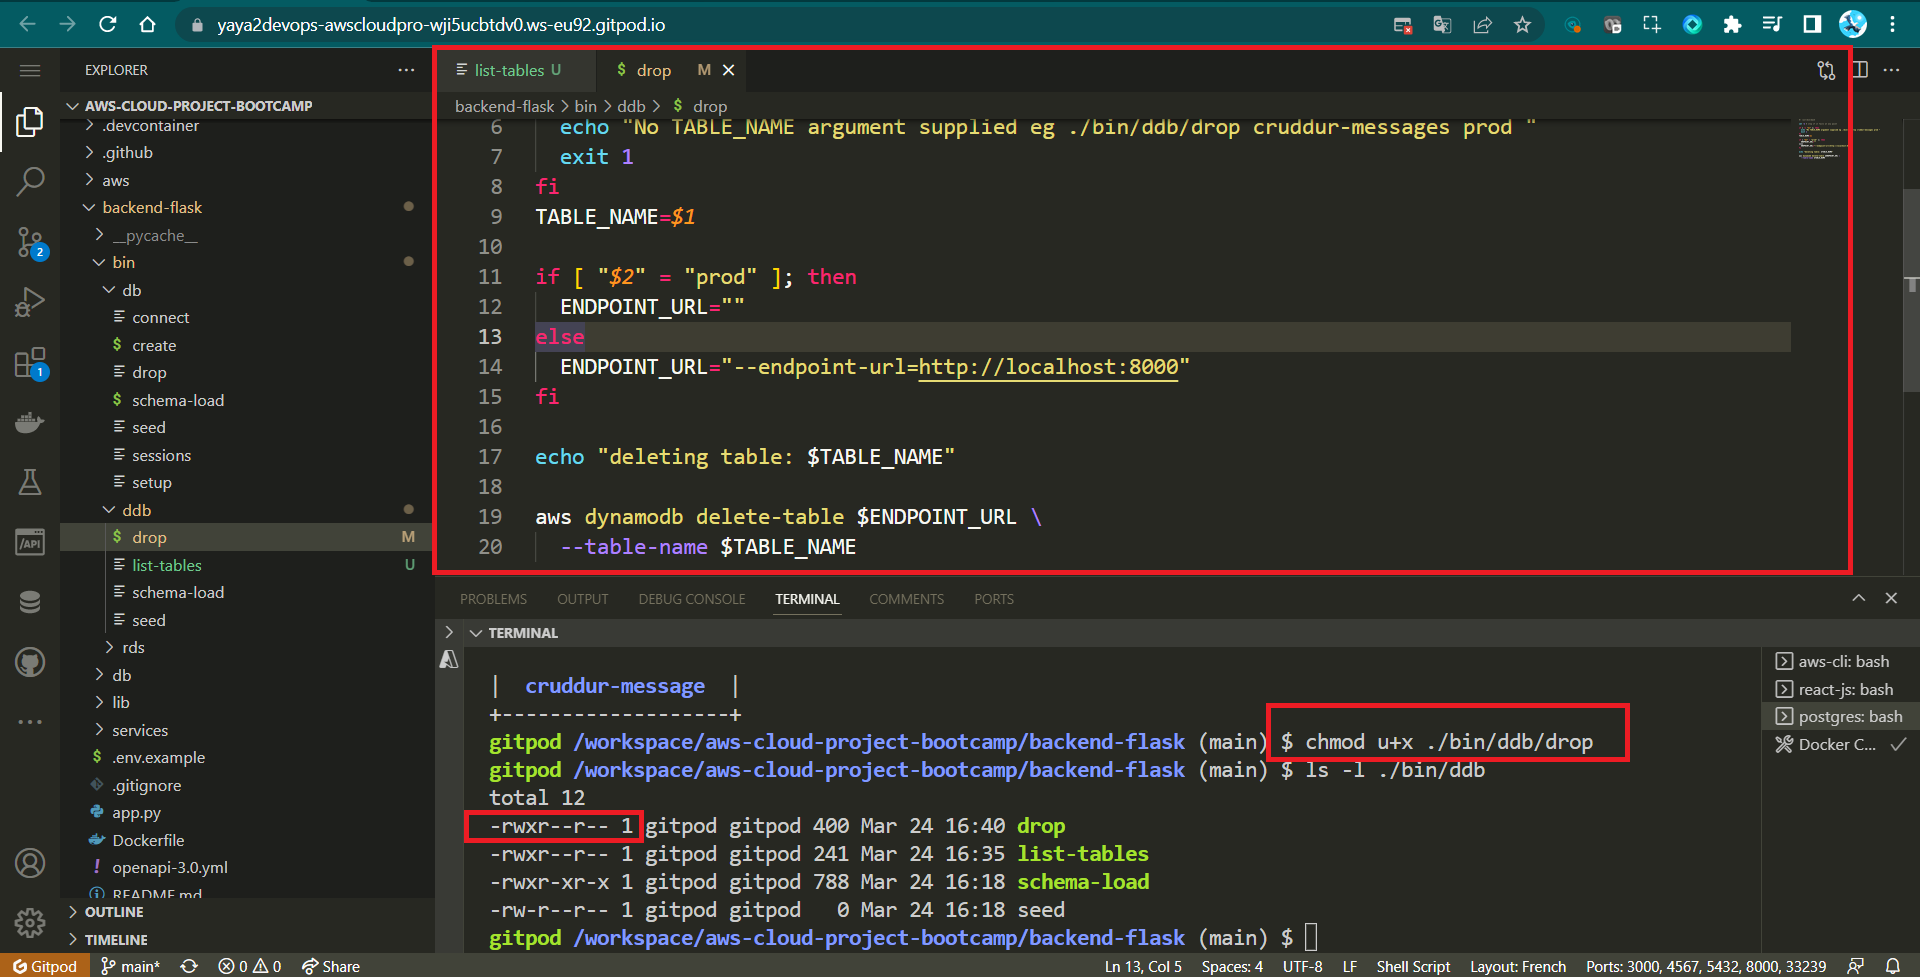 yaya2devops-awscloudpro-wji5ucbtdv0.ws-eu92.gitpod.io
EXPLORER
AWS-CLOUD-PROJECT-BOOTCAMP
.devcontainer
.github
aws
backend-flask
__pycache__
bin
db
connect
$ create
drop
$ schema-load
seed
sessions
setup
ddb
$ drop M
list-tables U
schema-load
seed
rds
db
lib
services
$ .env.example
.gitignore
app.py
Dockerfile
! openapi-3.0.yml
README.md
OUTLINE
TIMELINE
2
1
/API
list-tables U
$ drop M
backend-flask > bin > ddb > $ drop
6 echo "No TABLE_NAME argument supplied eg ./bin/ddb/drop cruddur-messages prod "
7 exit 1
8 fi
9 TABLE_NAME=$1
10
11 if [ "$2" = "prod" ]; then
12 ENDPOINT_URL=""
13 else
14 ENDPOINT_URL="--endpoint-url=http://localhost:8000"
15 fi
16
17 echo "deleting table: $TABLE_NAME"
18
19 aws dynamodb delete-table $ENDPOINT_URL \
20 --table-name $TABLE_NAME
PROBLEMS OUTPUT DEBUG CONSOLE TERMINAL COMMENTS PORTS
TERMINAL
| cruddur-message |
+-------------------+
gitpod /workspace/aws-cloud-project-bootcamp/backend-flask (main) $ chmod u+x ./bin/ddb/drop
gitpod /workspace/aws-cloud-project-bootcamp/backend-flask (main) $ ls -l ./bin/ddb
total 12
-rwxr--r-- 1 gitpod gitpod 400 Mar 24 16:40 drop
-rwxr--r-- 1 gitpod gitpod 241 Mar 24 16:35 list-tables
-rwxr-xr-x 1 gitpod gitpod 788 Mar 24 16:18 schema-load
-rw-r--r-- 1 gitpod gitpod 0 Mar 24 16:18 seed
gitpod /workspace/aws-cloud-project-bootcamp/backend-flask (main) $
aws-cli: bash
react-js: bash
postgres: bash
Docker C...
Gitpod main* 0 0 Share Ln 13, Col 5 Spaces: 4 UTF-8 LF Shell Script Layout: French Ports: 3000, 4567, 5432, 8000, 33239